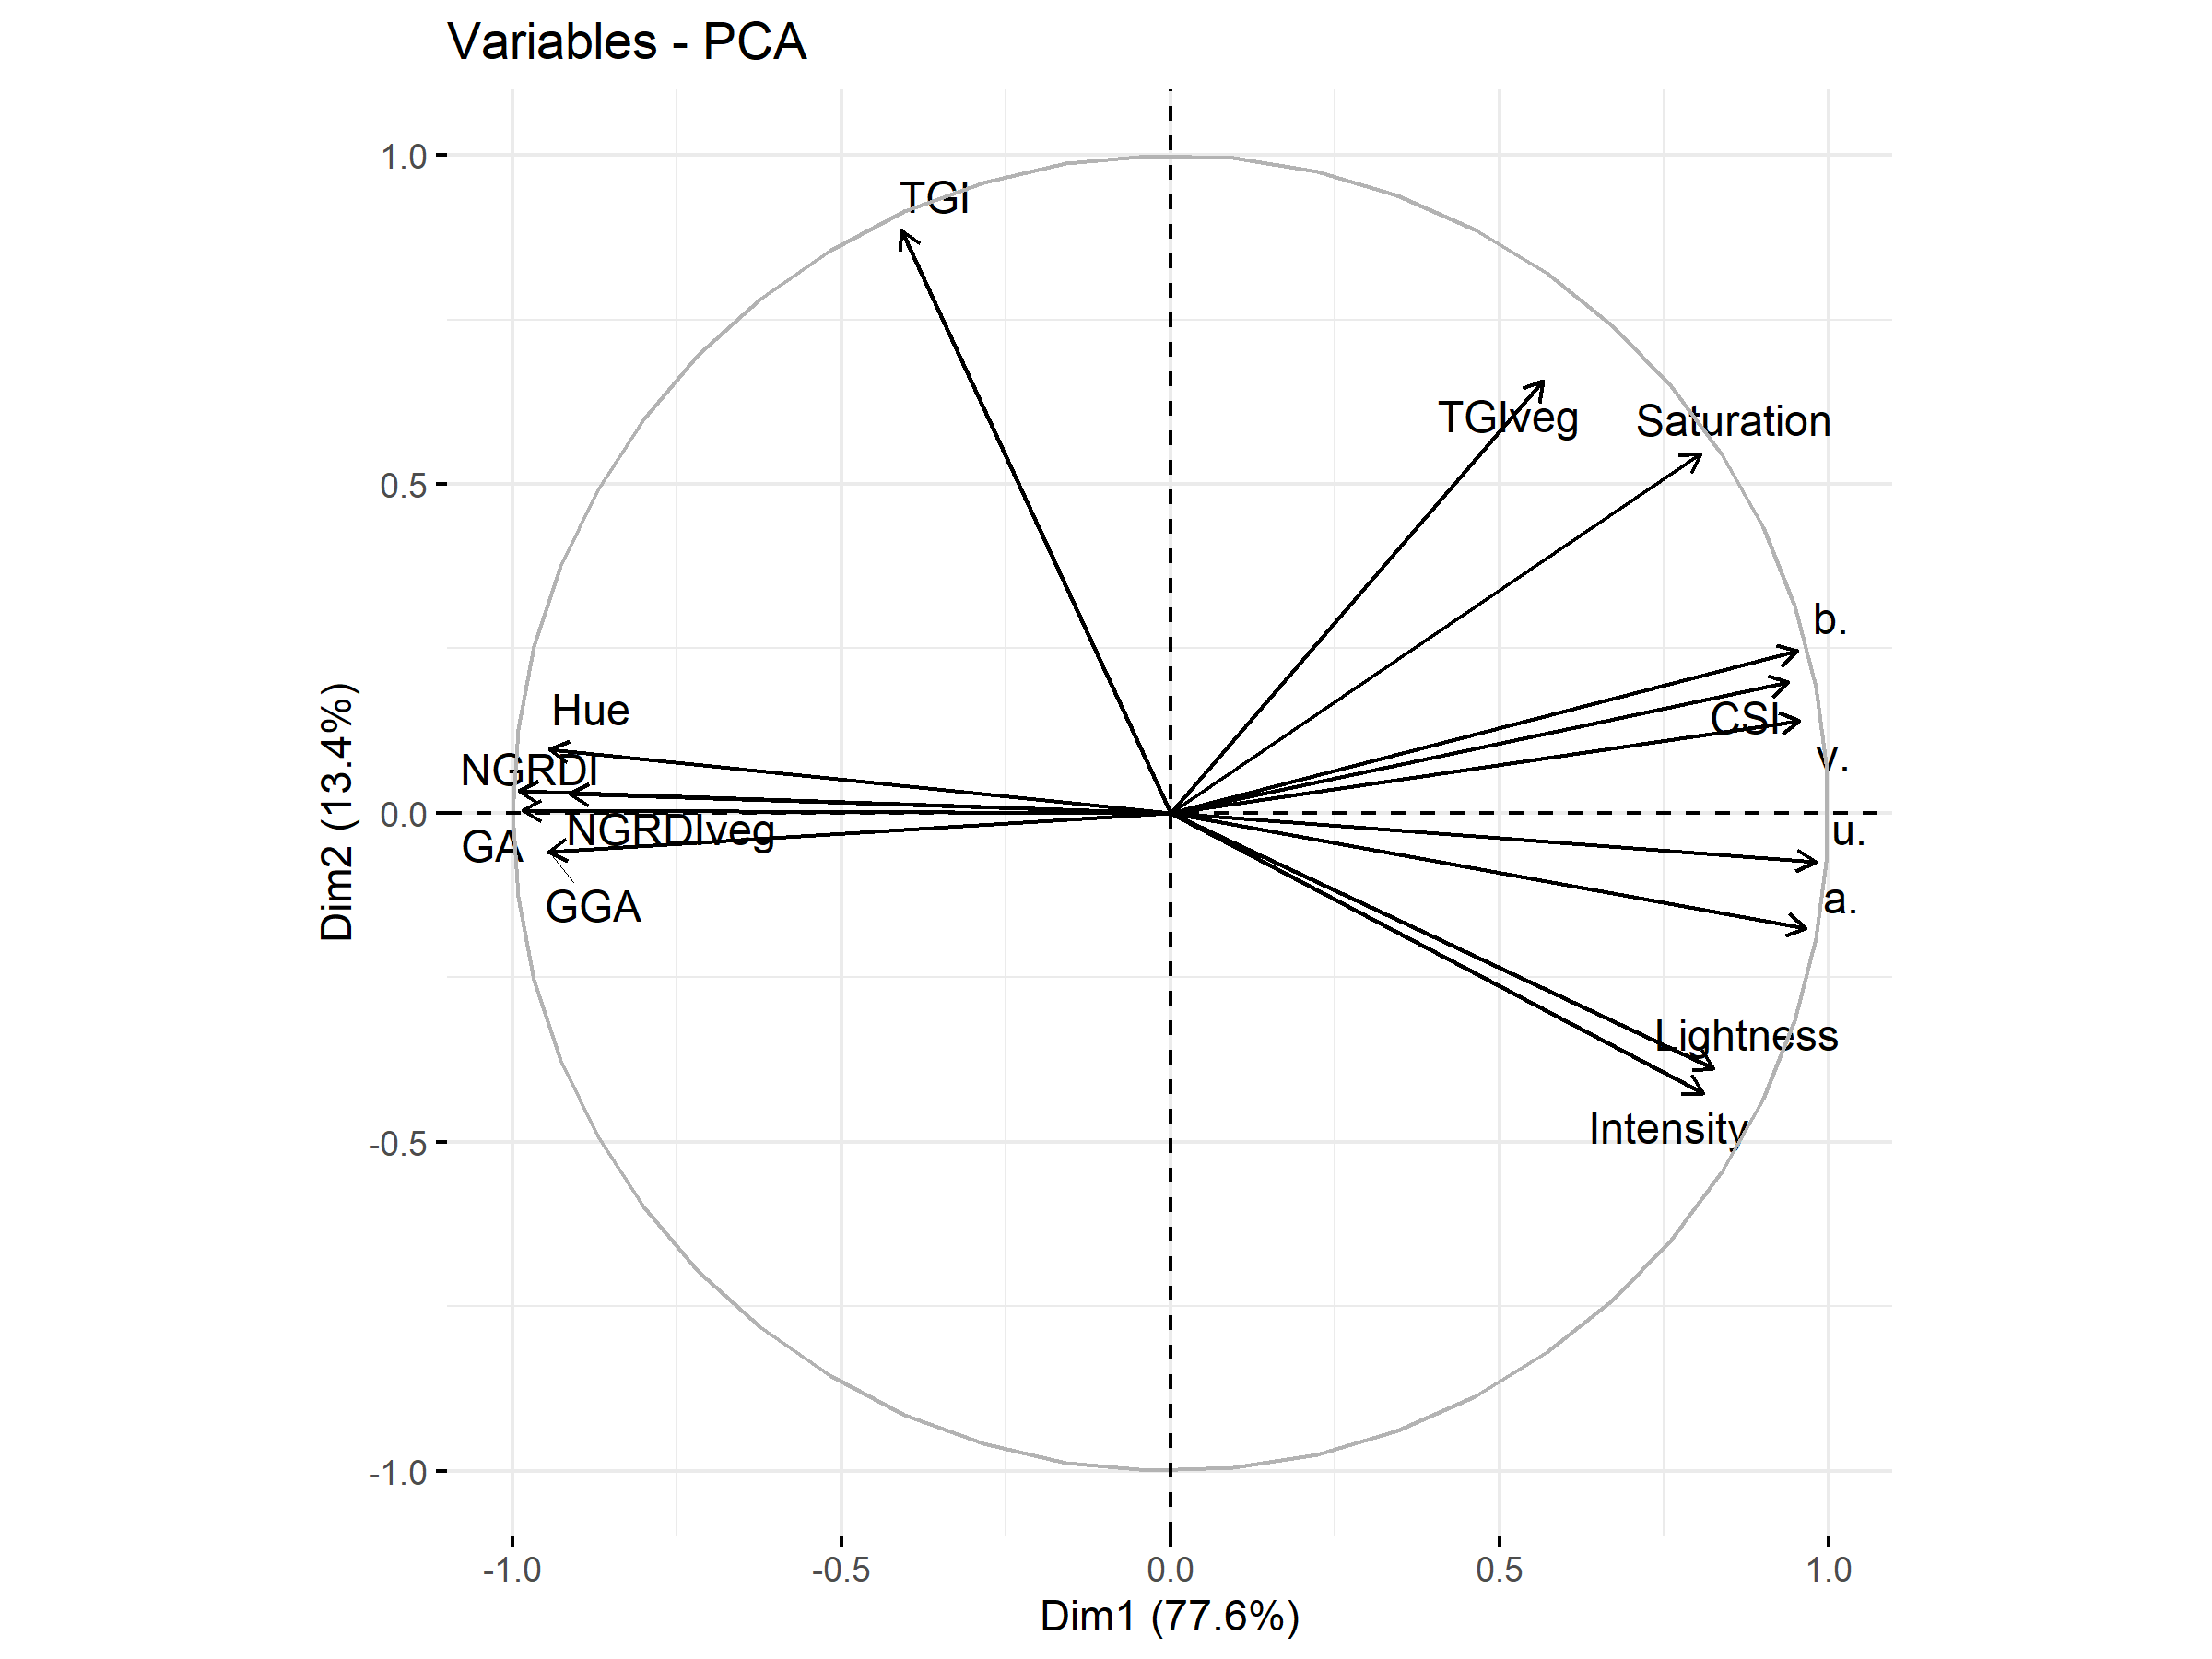 Variables - PCA
1.0
0.5
0.0
-0.5
-1.0
Dim2 (13.4%)
TGI
TGIveg
Saturation
b.
Hue
CSI
NGRDI
v.
NGRDIveg
u.
GA
a.
GGA
Lightness
Intensity
-1.0
-0.5
0.0
0.5
1.0
Dim1 (77.6%)